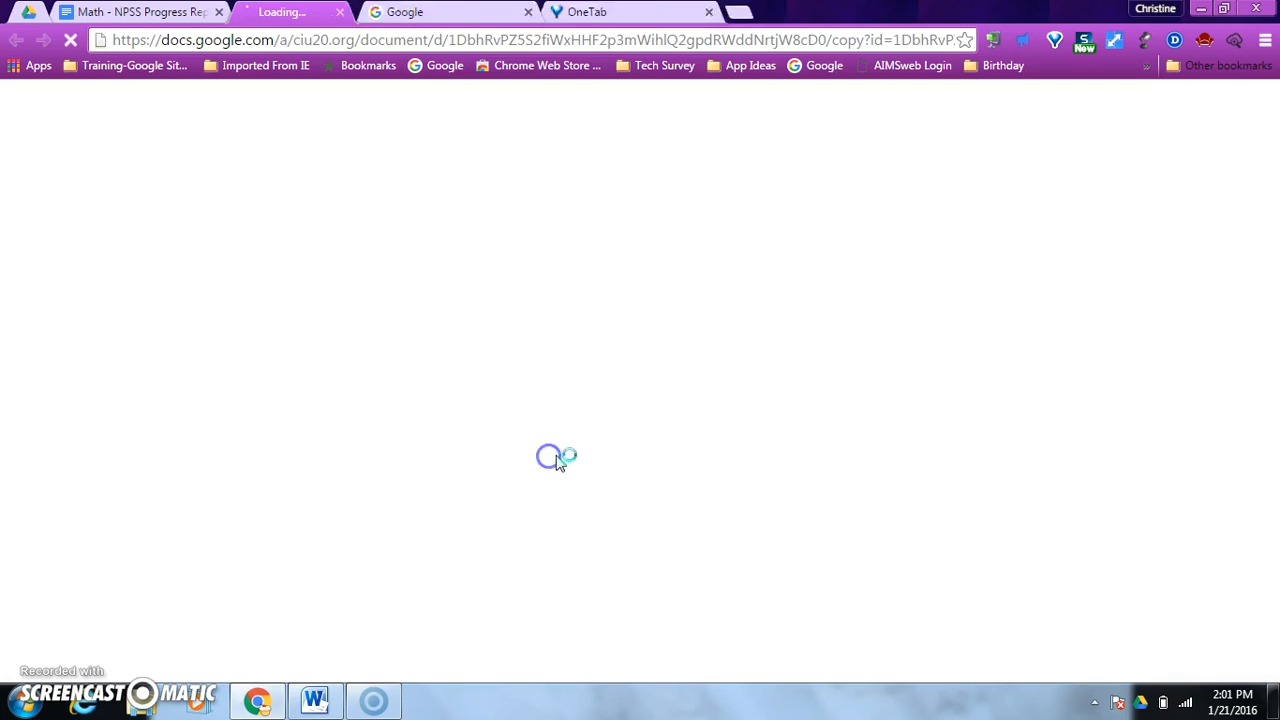 Math - NPSS Progress Rep
Loading...
Google
OneTab
Christine
https://docs.google.com/a/ciu20.org/document/d/1DbhRvPZ5S2fiWxHHF2p3mWihlQ2gpdRWddNrtjW8cD0/copy?id=1DbhRvP
New
Apps
Training-Google Sit...
Imported From IE
Bookmarks
Google
Chrome Web Store ...
Tech Survey
App Ideas
Google
AIMSweb Login
Birthday
»
Other bookmarks
Recorded with
SCREENCAST MATIC
2:01 PM
1/21/2016